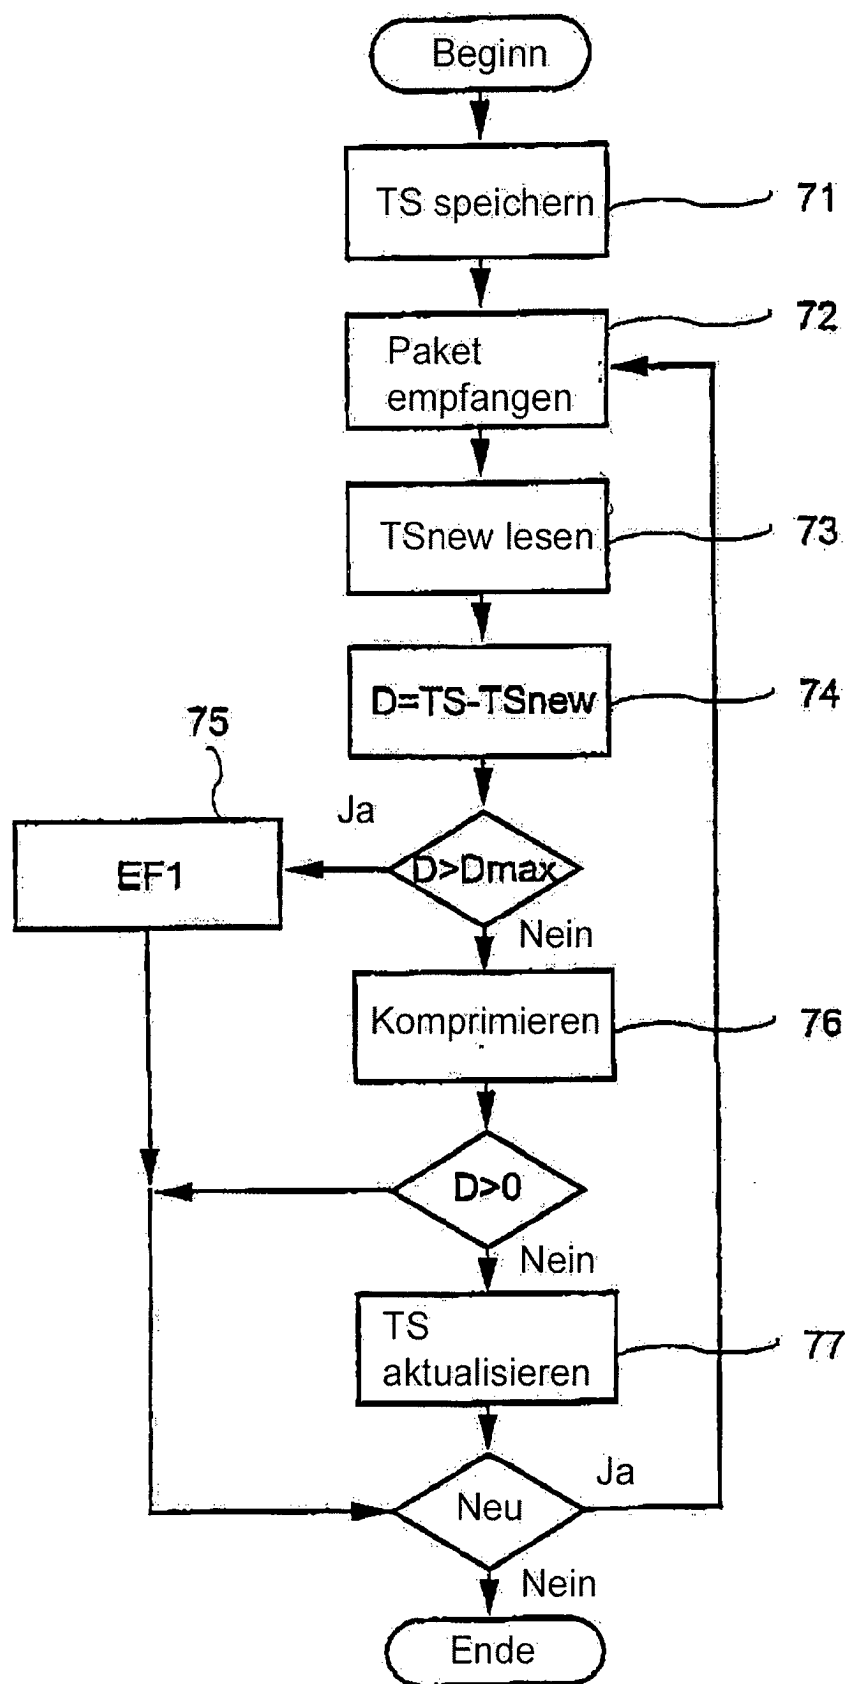 Beginn
TS speichern
71
72
Paket
empfangen
TSnew lesen
73
D=TS-TSnew
74
75
Ja
EF1
D>Dmax
Nein
Komprimieren
76
D>0
Nein
TS
aktualisieren
77
Neu
Ja
Nein
Ende